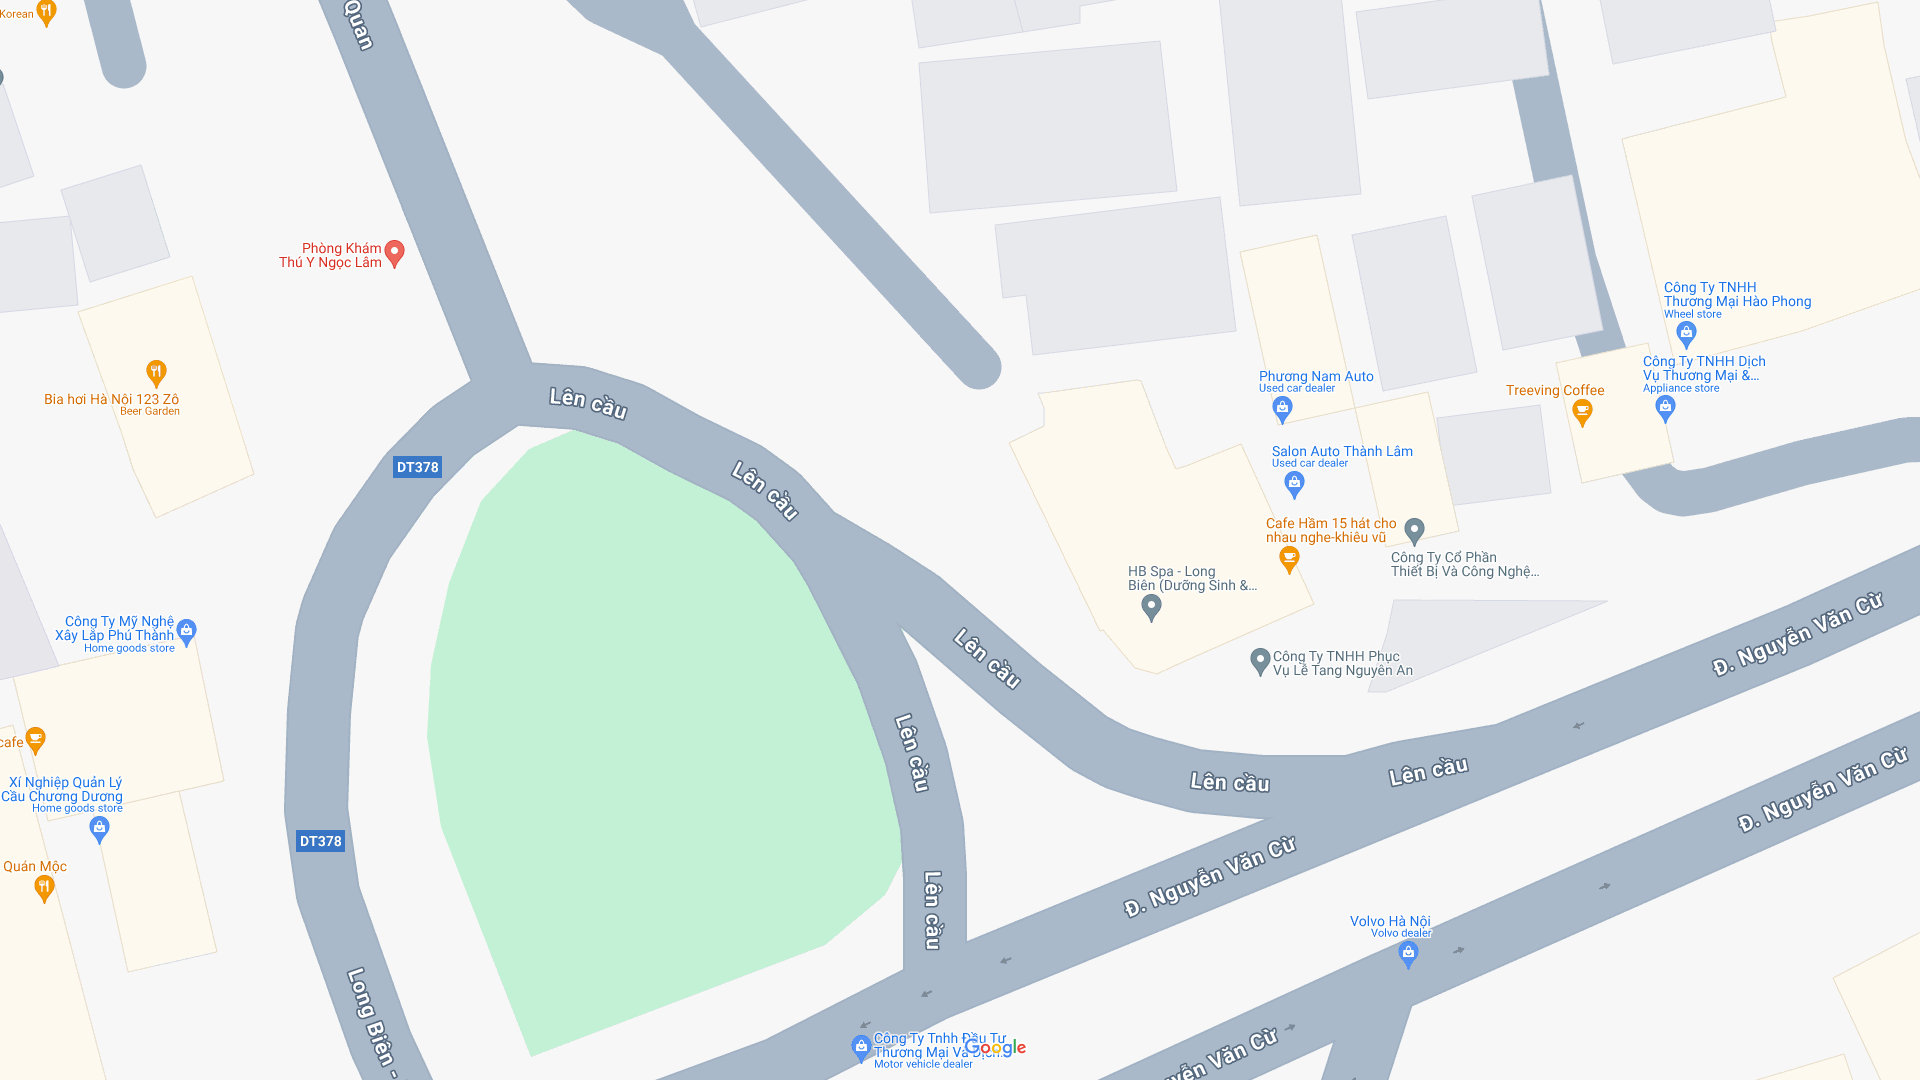 Korean
Quan
Phòng Khám
Thú Y Ngọc Lâm
Công Ty TNHH
Thương Mại Hào Phong
Wheel store
Công Ty TNHH Dịch
Vụ Thương Mại &...
Appliance store
Phương Nam Auto
Used car dealer
Treeving Coffee
Bia hơi Hà Nôi 123 Zô
Beer Garden
Lên cầu
Salon Auto Thành Lâm
Used car dealer
DT378
Lên cầu
Cafe Hầm 15 hát cho
nhau nghe-khiêu vũ
Công Ty Cổ Phần
Thiết Bị Và Công Nghệ...
HB Spa - Long
Biên (Dưỡng Sinh &...
Công Ty Mỹ Nghệ
Xây Lắp Phú Thành
Home goods store
Đ. Nguyễn Văn Cừ
Lên cầu
Công Ty TNHH Phục
Vụ Lễ Tang Nguyên An
cafe
Lên cầu
Lên cầu
Lên cầu
Đ. Nguyễn Văn Cừ
Xí Nghiệp Quản Lý
Cầu Chương Dương
Home goods store
DT378
Quán Mộc
Đ. Nguyễn Văn Cừ
Lên cầu
Volvo Hà Nội
Volvo dealer
Long Biên -
Công Ty Tnhh Đầu Tư
Thương Mại Và Dịch...
Motor vehicle dealer
Google
yễn Văn Cừ